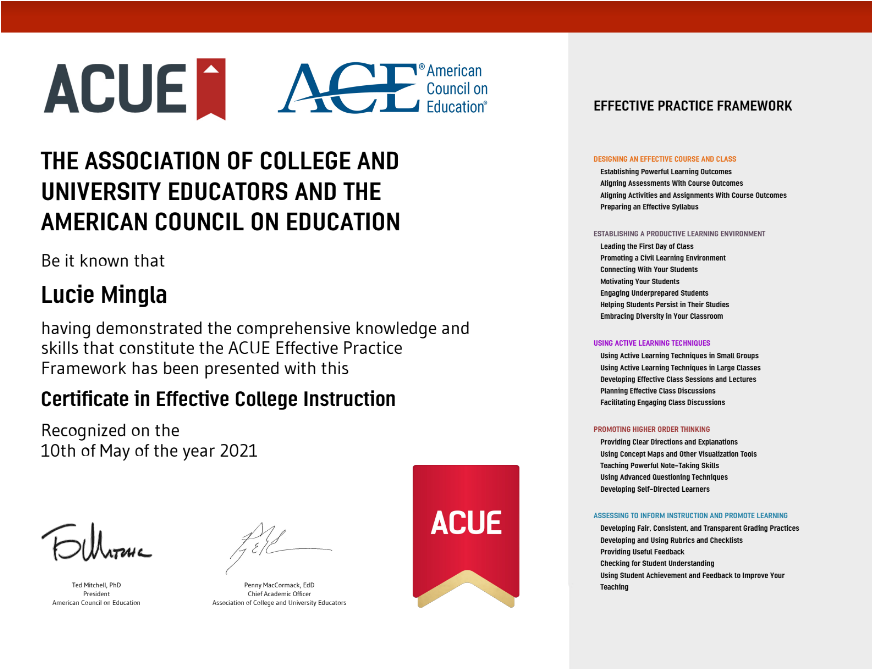 ACUE
ACE® American
Council on
Education®
THE ASSOCIATION OF COLLEGE AND
UNIVERSITY EDUCATORS AND THE
AMERICAN COUNCIL ON EDUCATION
Be it known that
Lucie Mingla
having demonstrated the comprehensive knowledge and
skills that constitute the ACUE Effective Practice
Framework has been presented with this
Certificate in Effective College Instruction
Recognized on the
10th of May of the year 2021
ACUE
Ted Mitchell, PhD
President
American Council on Education
Penny MacCormack, EdD
Chief Academic Officer
Association of College and University Educators
EFFECTIVE PRACTICE FRAMEWORK
DESIGNING AN EFFECTIVE COURSE AND CLASS
Establishing Powerful Learning Outcomes
Aligning Assessments With Course Outcomes
Aligning Activities and Assignments With Course Outcomes
Preparing an Effective Syllabus
ESTABLISHING A PRODUCTIVE LEARNING ENVIRONMENT
Leading the First Day of Class
Promoting a Civil Learning Environment
Connecting With Your Students
Motivating Your Students
Engaging Underprepared Students
Helping Students Persist in Their Studies
Embracing Diversity in Your Classroom
USING ACTIVE LEARNING TECHNIQUES
Using Active Learning Techniques in Small Groups
Using Active Learning Techniques in Large Classes
Developing Effective Class Sessions and Lectures
Planning Effective Class Discussions
Facilitating Engaging Class Discussions
PROMOTING HIGHER ORDER THINKING
Providing Clear Directions and Explanations
Using Concept Maps and Other Visualization Tools
Teaching Powerful Note-Taking Skills
Using Advanced Questioning Techniques
Developing Self-Directed Learners
ASSESSING TO INFORM INSTRUCTION AND PROMOTE LEARNING
Developing Fair, Consistent, and Transparent Grading Practices
Developing and Using Rubrics and Checklists
Providing Useful Feedback
Checking for Student Understanding
Using Student Achievement and Feedback to Improve Your
Teaching